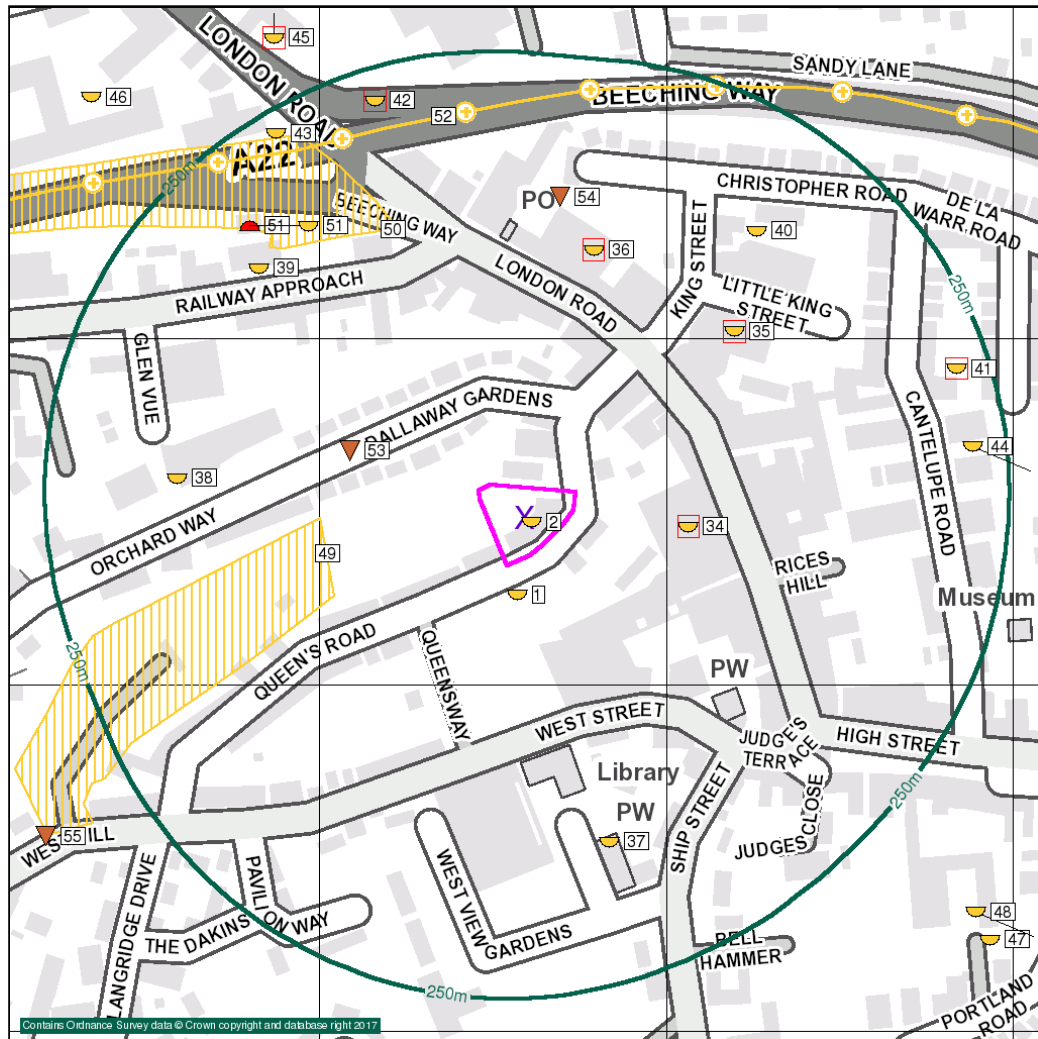 45
LONDON ROAD
SANDY LANE
46
42
BEECHING WAY
52
43
A22
250m
CHRISTOPHER ROAD
DE LA
WARR ROAD
PO
54
51
51
50
BEECHING WAY
40
36
39
KING STREET
LONDON ROAD
RAILWAY APPROACH
250m
LITTLE KING
STREET
35
GLEN VUE
41
DALLAWAY GARDENS
CANTELUPE ROAD
44
53
38
X
2
34
ORCHARD WAY
49
RICES
HILL
1
Museum
QUEEN'S ROAD
QUEENSWAY
250m
PW
WEST STREET
JUDGE'S
TERRACE
HIGH STREET
Library
PW
250m
SHIP STREET
CLOSE
JUDGES
55
WEST HILL
37
WEST VIEW
GARDENS
PAVILION WAY
THE DAKINS
LANGRIDGE DRIVE
48
47
BELL
HAMMER
250m
PORTLAND
ROAD
Contains Ordnance Survey data © Crown copyright and database right 2017